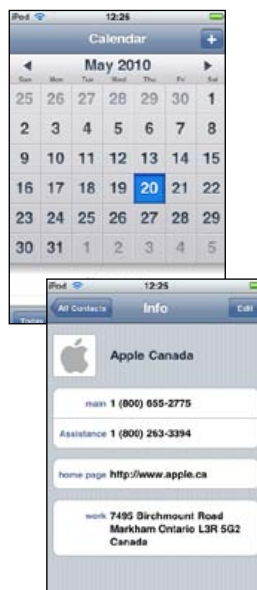 iPod 12:26
Calendar +
May 2010
Sun Mon Tue Wed Thu Fri Sat
25 26 27 28 29 30 1
2 3 4 5 6 7 8
9 10 11 12 13 14 15
16 17 18 19 20 21 22
23 24 25 26 27 28 29
30 31 1 2 3 4 5
Today
iPod 12:25
All Contacts Info Edit
Apple Canada
main 1 (800) 655-2775
Assistance 1 (800) 263-3394
home page http://www.apple.ca
work 7495 Birchmount Road
Markham Ontario L3R 5G2
Canada